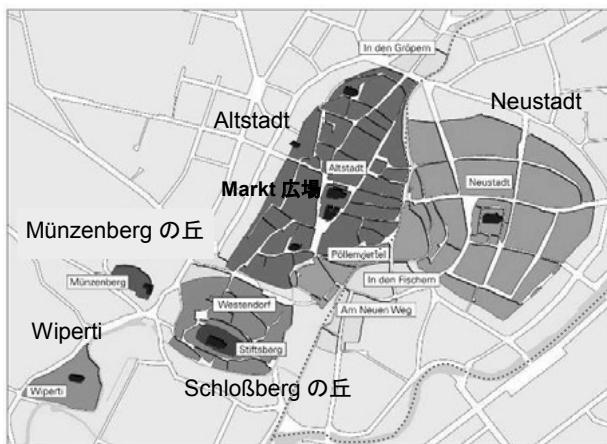 In den Gröpern
Neustadt
Altstadt
Altstadt
Neustadt
Markt 広場
Münzenberg の丘
Pöllenviertel
In den Fischern
Münzenberg
Westendorf
Am Neuen Weg
Wiperti
Stiftsberg
Wiperti
Schloßberg の丘